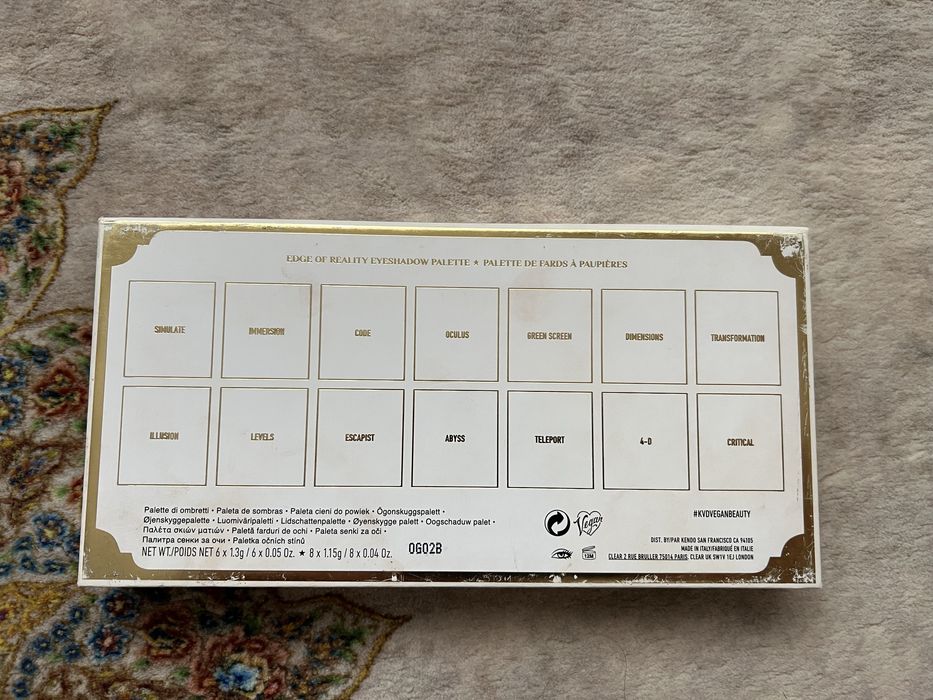 EDGE OF REALITY EYESHADOW PALETTE ★ PALETTE DE FARDS À PAUPIÈRES
SIMULATE
IMMERSION
CODE
OCULUS
GREEN SCREEN
DIMENSIONS
TRANSFORMATION
ILLUSION
LEVELS
ESCAPIST
ABYSS
TELEPORT
4-D
CRITICAL
Palette di ombretti • Paleta de sombras • Paleta cieni do powiek • Ögonskuggspalett •
Øjenskyggepalette • Luomiväripaletti • Lidschattenpalette • Øyenskygge palett • Oogschaduw palet •
Παλέτα σκιών ματιών • Paletă farduri de ochi • Paleta senki za oči •
Палитра сенки за очи • Paletka očních stínů
NET WT/POIDS NET 6 x 1.3g / 6 x 0.05 Oz. ★ 8 x 1.15g / 8 x 0.04 Oz.
0G02B
Vegan
12M
#KVDVEGANBEAUTY
DIST. BY/PAR KENDO SAN FRANCISCO CA 94105
MADE IN ITALY/FABRIQUÉ EN ITALIE
CLEAR 2 RUE BRULLER 75014 PARIS, CLEAR UK SW1V 1EJ LONDON